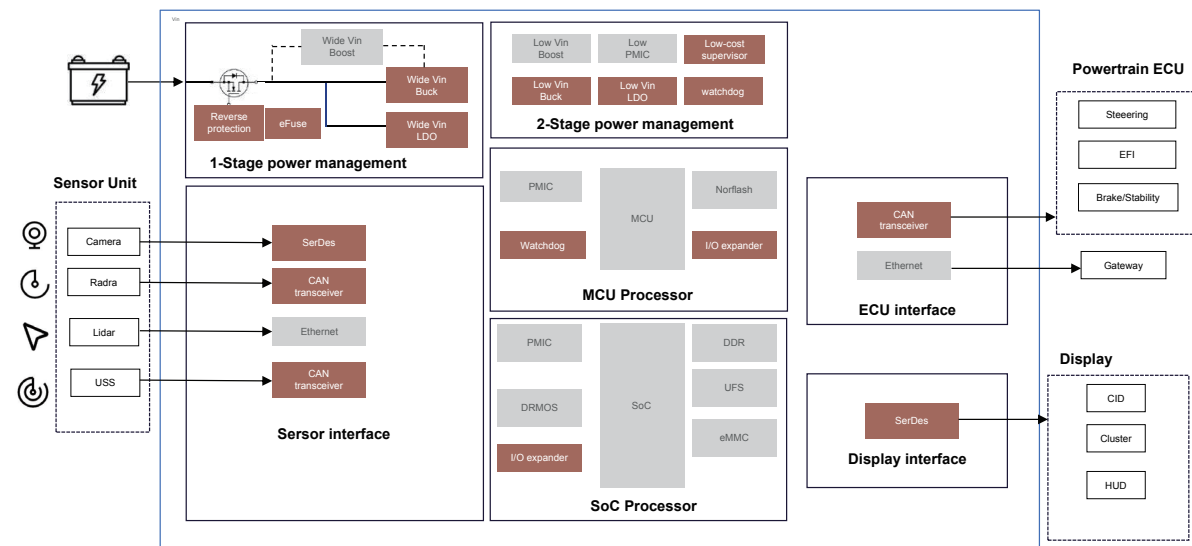 Vin
Wide Vin
Boost
Wide Vin
Buck
Reverse
protection
eFuse
Wide Vin
LDO
1-Stage power management
Low Vin
Boost
Low
PMIC
Low-cost
supervisor
Low Vin
Buck
Low Vin
LDO
watchdog
2-Stage power management
Sensor Unit
Camera
Radra
Lidar
USS
SerDes
CAN
transceiver
Ethernet
CAN
transceiver
Sersor interface
PMIC
MCU
Norflash
Watchdog
I/O expander
MCU Processor
PMIC
SoC
DDR
DRMOS
UFS
I/O expander
eMMC
SoC Processor
CAN
transceiver
Ethernet
ECU interface
SerDes
Display interface
Powertrain ECU
Steeering
EFI
Brake/Stability
Gateway
Display
CID
Cluster
HUD